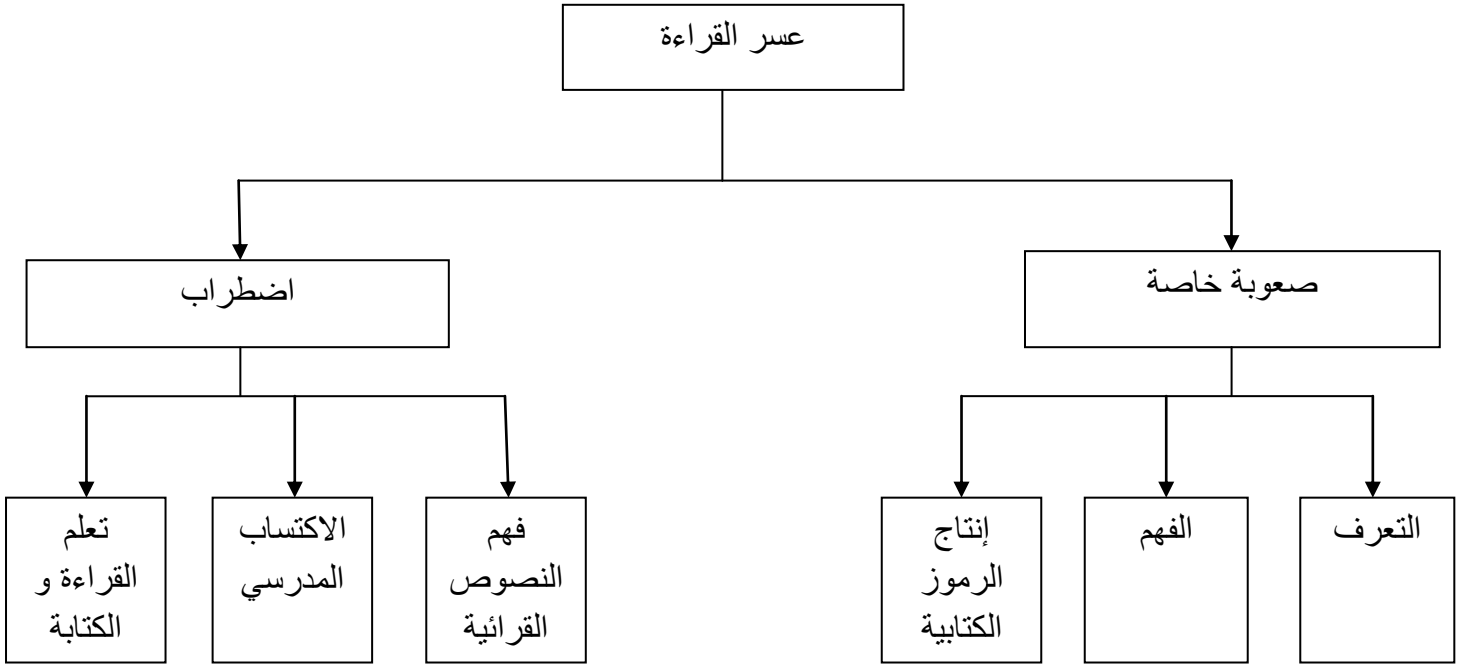 عسر القراءة
صعوبة خاصة
اضطراب
التعرف
الفهم
إنتاج
الرموز
الكتابية
فهم
النصوص
القرائية
الاكتساب
المدرسي
تعلم
القراءة و
الكتابة